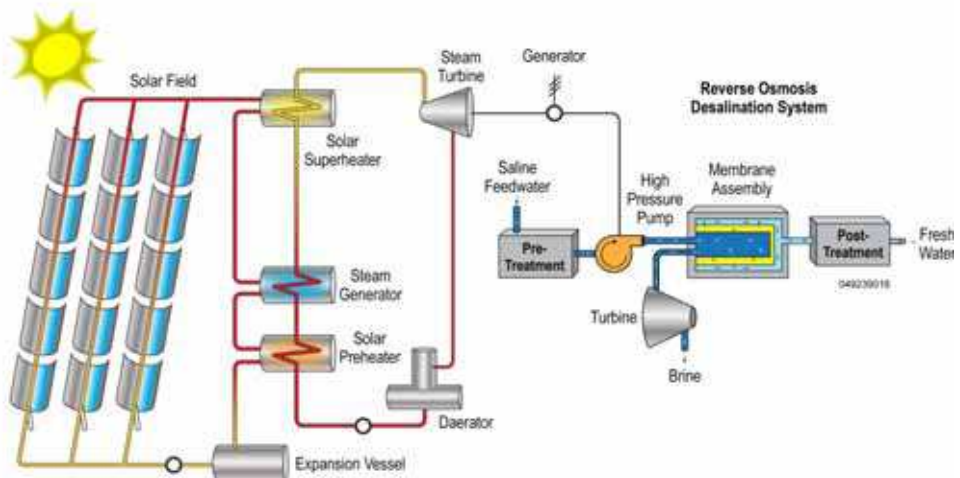 Solar Field
Steam
Turbine
Generator
Reverse Osmosis
Desalination System
Solar
Superheater
Saline
Feedwater
High
Pressure
Pump
Membrane
Assembly
Pre-
Treatment
Post-
Treatment
Fresh
Water
049239016
Steam
Generator
Turbine
Solar
Preheater
Brine
Daerator
Expansion Vessel